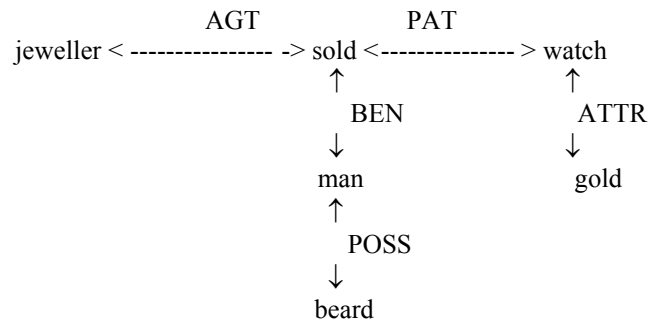 AGT PAT
jeweller < --------------- -> sold <--------------- > watch
↑ ↑
BEN ATTR
↓ ↓
man gold
↑
POSS
↓
beard